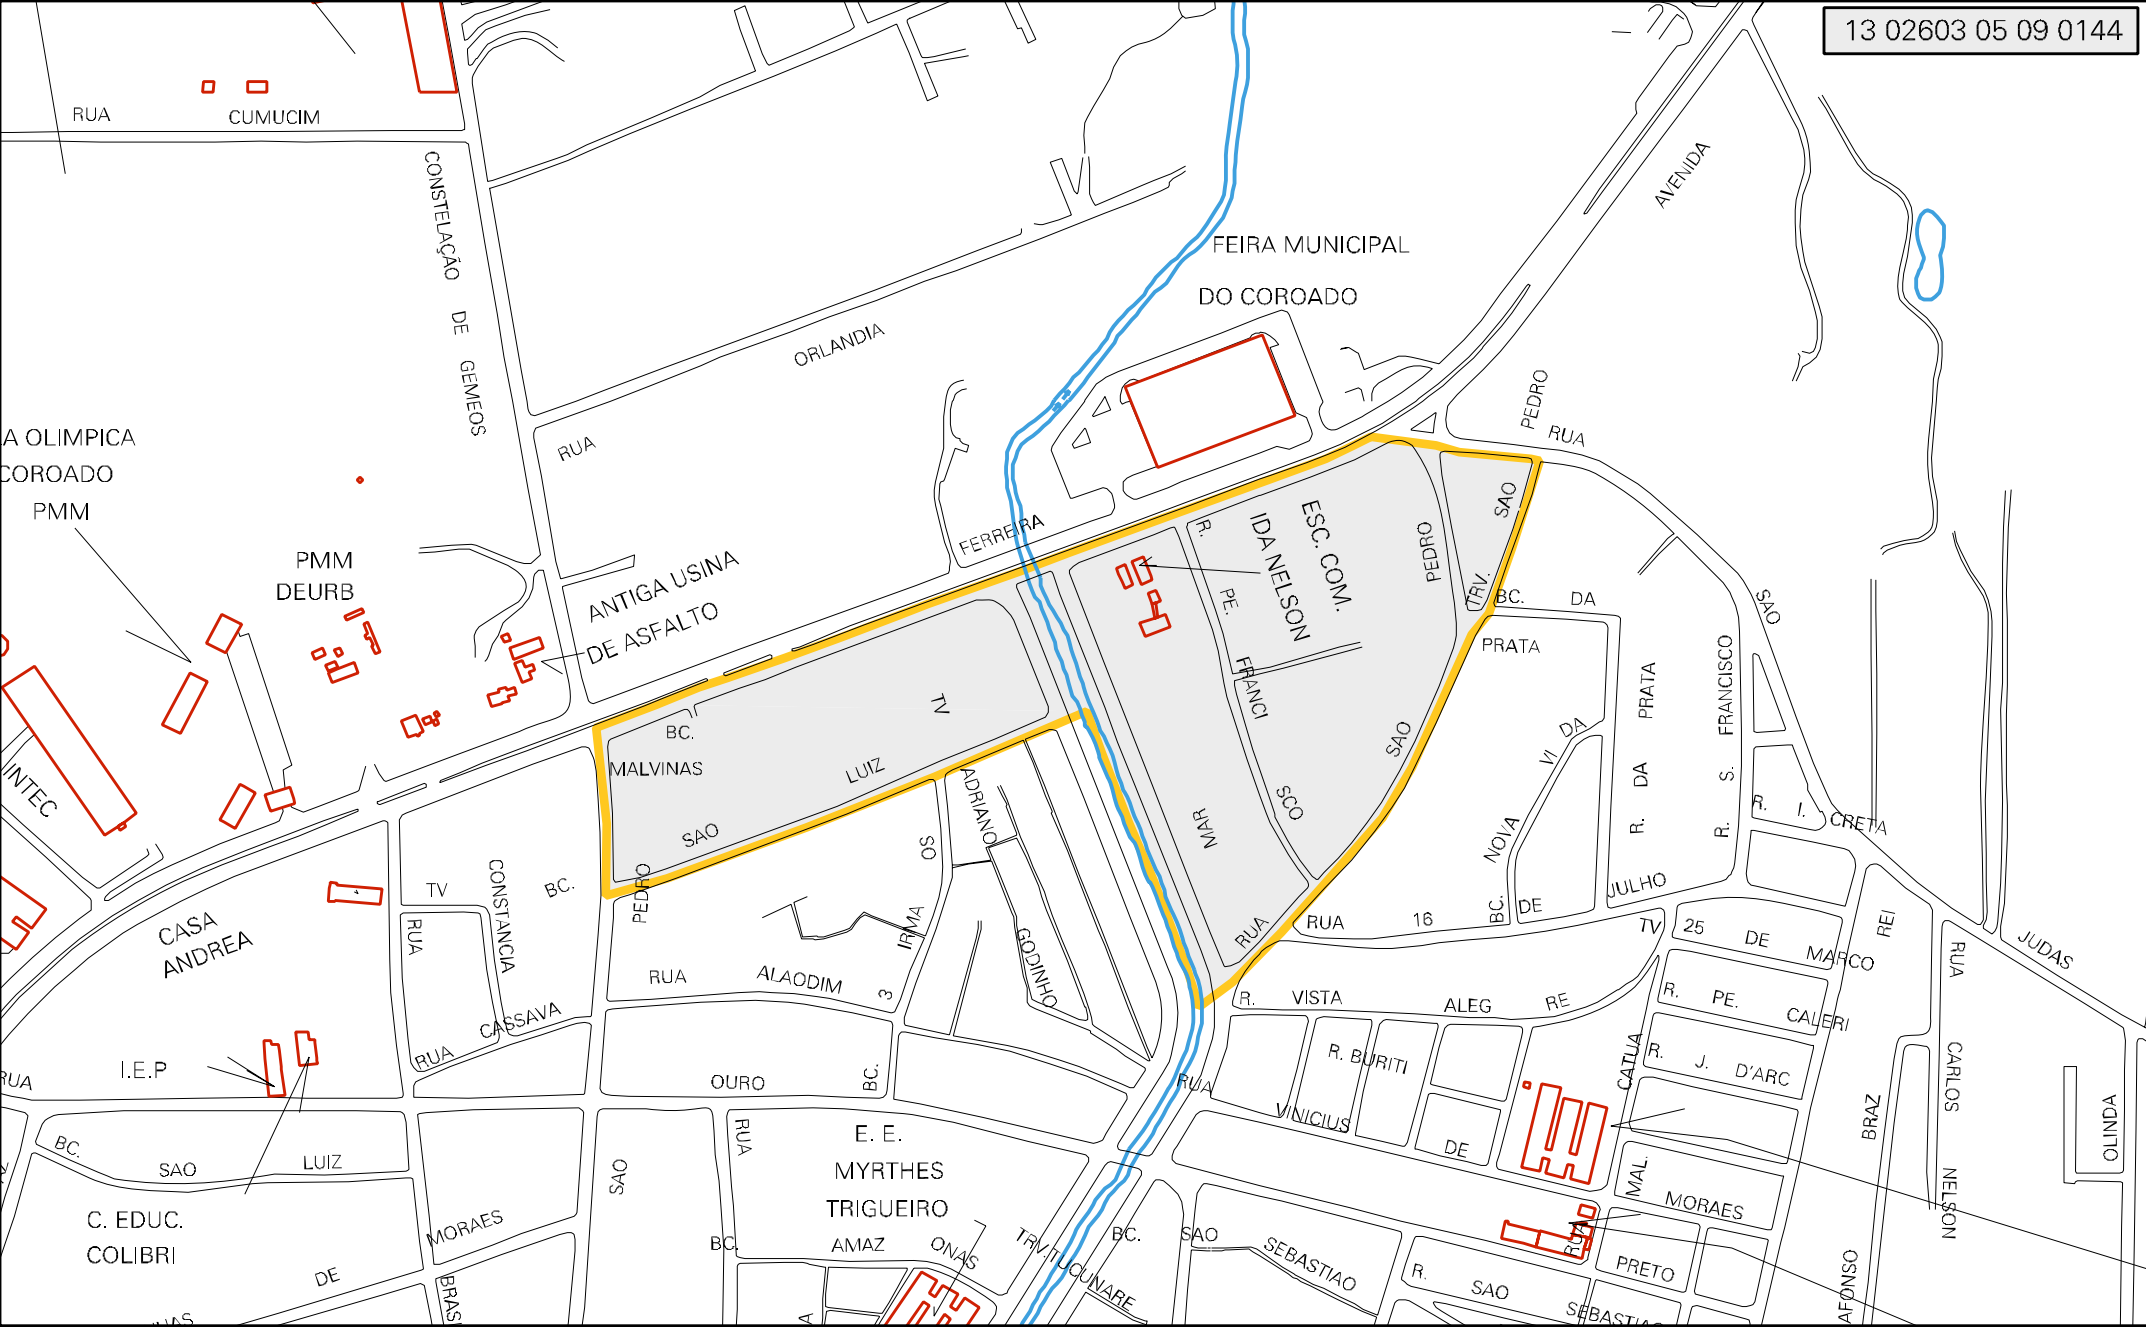 13 02603 05 09 0144
RUA
CUMUCIM
CONSTELAÇÃO
DE
GEMEOS
AVENIDA
FEIRA MUNICIPAL
DO COROADO
ORLANDIA
RUA
PEDRO
RUA
A OLIMPICA
COROADO
PMM
PMM
DEURB
ANTIGA USINA
DE ASFALTO
FERREIRA
ESC. COM.
IDA NELSON
R.
PE.
FRANCI
SCO
PEDRO
SAO
TRV.
BC.
DA
PRATA
SAO
SAO
BC.
MALVINAS
TV
LUIZ
SAO
MAR
RUA
R.
DA
PRATA
R.
S.
FRANCISCO
VI
DA
NOVA
BC.
R.
I.
CRETA
INTEC
CASA
ANDREA
TV
CONSTANCIA
BC.
PEDRO
ADRIANO
OS
IRMA
3
BC.
GODINHO
RUA
RUA
ALAODIM
CASSAVA
RUA
RUA
16
DE
JULHO
TV
25
DE
MARCO
REI
RUA
JUDAS
R.
VISTA
ALEG
RE
R.
PE.
CALERI
R. BURITI
CATUA
R.
J.
D'ARC
CARLOS
I.E.P
RUA
OURO
RUA
VINICIUS
DE
BRAZ
OLINDA
BC.
SAO
LUIZ
SAO
RUA
E. E.
MYRTHES
TRIGUEIRO
MAL.
MORAES
NELSON
C. EDUC.
COLIBRI
MORAES
DE
BC.
AMAZ
ONAS
TRV.TUCUNARE
BC.
SAO
SEBASTIAO
RUA
PRETO
R.
SAO
SEBASTIAO
AFONSO
BRASI